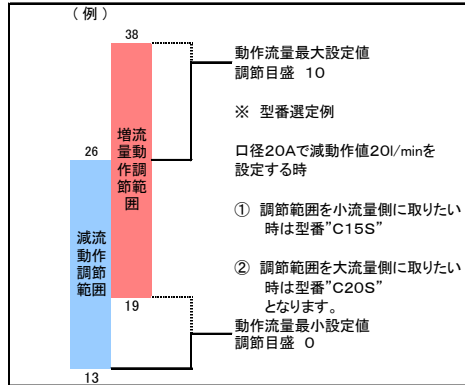 (例)
38
26
増流
量動
作調
節範
囲
減流
動作
調節
範囲
19
13
動作流量最大設定値
調節目盛 10
※ 型番選定例
口径20Aで減動作値20l/minを
設定する時
① 調節範囲を小流量側に取りたい
時は型番"C15S"
② 調節範囲を大流量側に取りたい
時は型番"C20S"
となります。
動作流量最小設定値
調節目盛 0